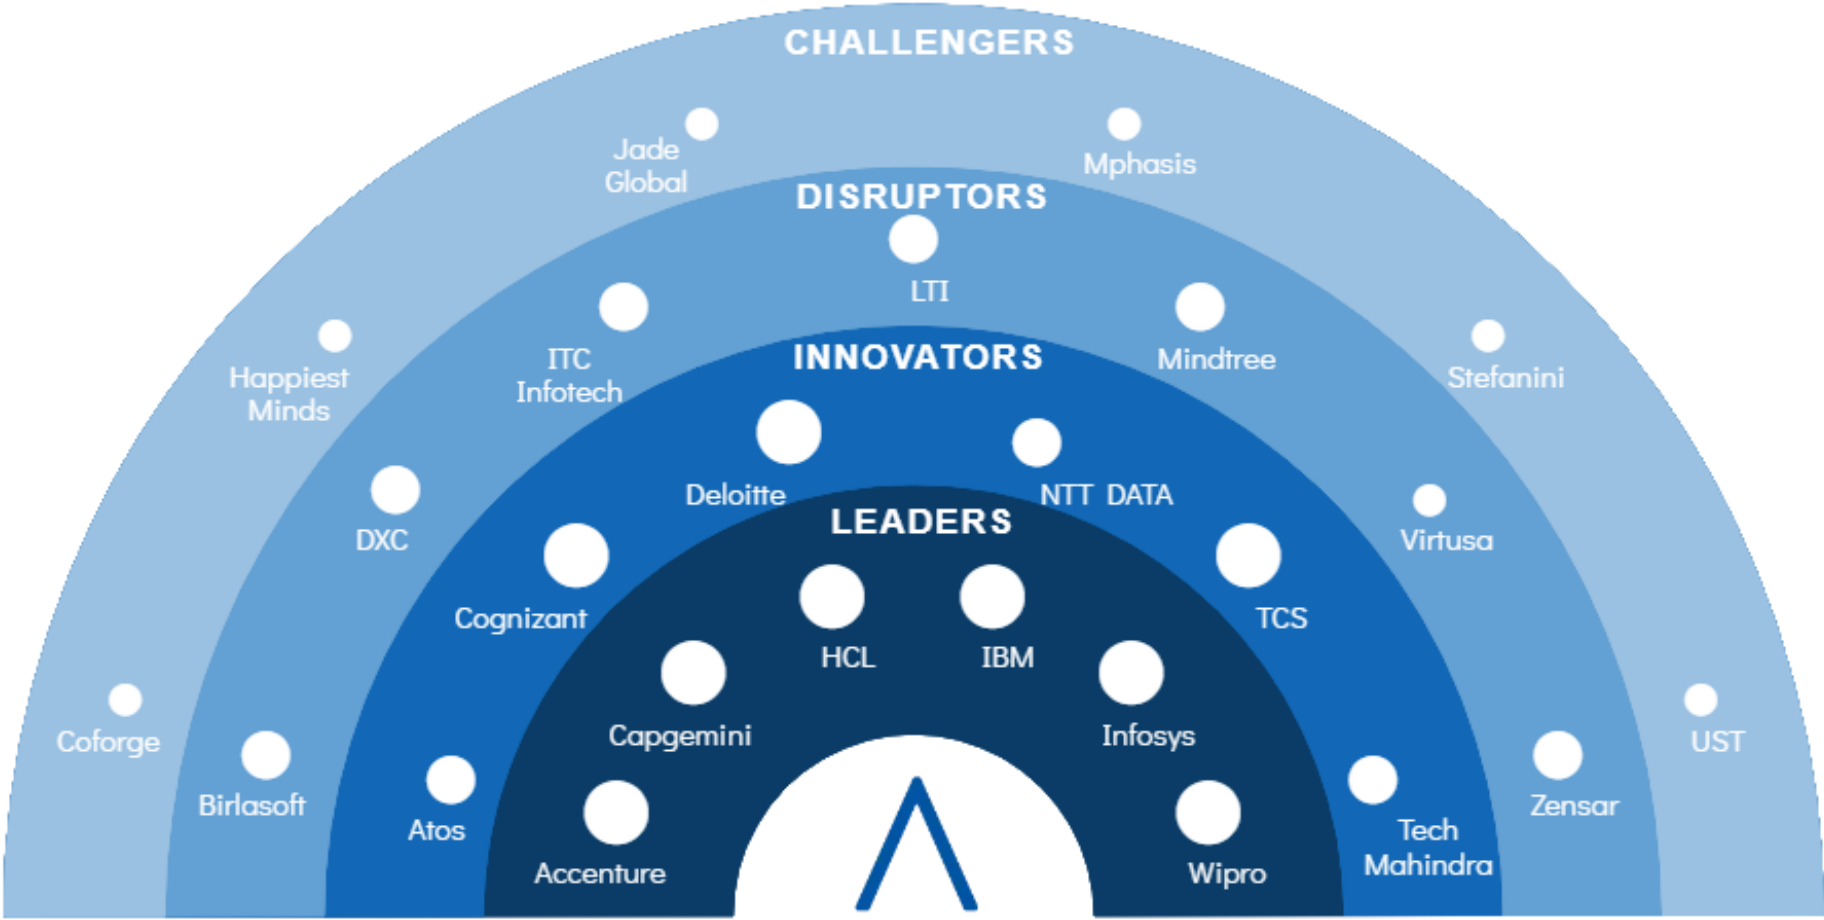 CHALLENGERS
Jade
Global
Mphasis
Happiest
Minds
Stefanini
Coforge
UST
DISRUPTORS
LTI
ITC
Infotech
Mindtree
DXC
Virtusa
Birlasoft
Zensar
INNOVATORS
Deloitte
NTT DATA
Cognizant
TCS
Atos
Tech
Mahindra
LEADERS
HCL
IBM
Capgemini
Infosys
Accenture
Wipro